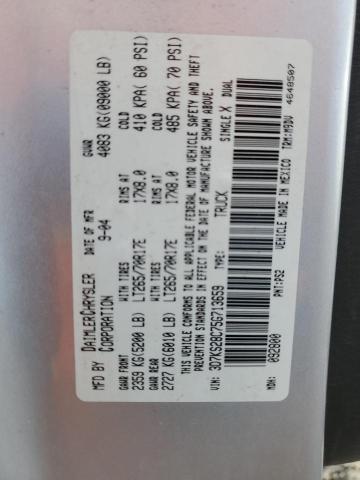 MFD BY DAIMLERCHRYSLER CORPORATION
DATE OF MFR 9-04
GVWR 4083 KG(09000 LB)
GAWR FRONT WITH TIRES RIMS AT COLD
2359 KG(5200 LB) LT265/70R17E 17X8.0 410 KPA( 60 PSI)
GAWR REAR WITH TIRES RIMS AT COLD
2727 KG(6010 LB) LT265/70R17E 17X8.0 485 KPA( 70 PSI)
THIS VEHICLE CONFORMS TO ALL APPLICABLE FEDERAL MOTOR VEHICLE SAFETY AND THEFT
PREVENTION STANDARDS IN EFFECT ON THE DATE OF MANUFACTURE SHOWN ABOVE.
VIN: 3D7KS28C75G713659 TYPE: TRUCK SINGLE X DUAL
VEHICLE MADE IN MEXICO 4648507
MDH: 092800 PNT: PS2 TRM: M9DV